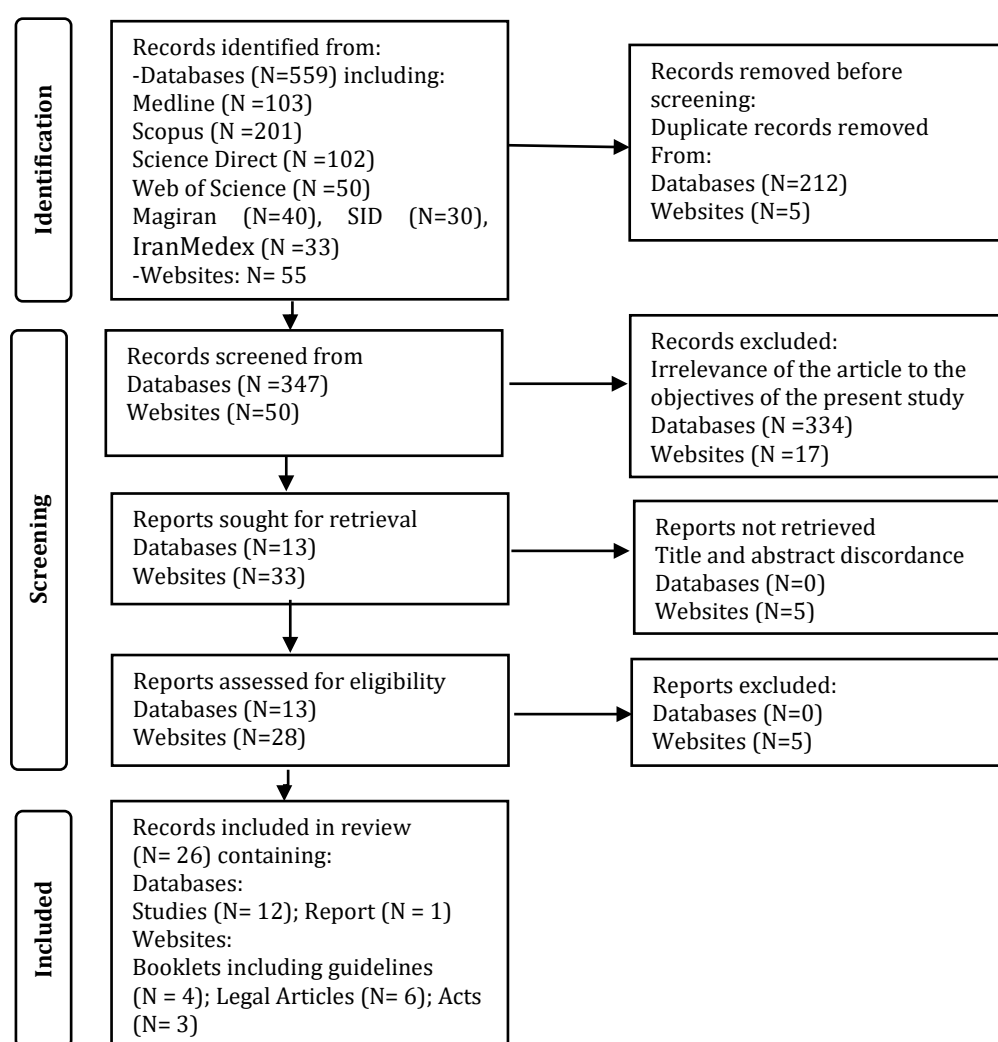 Identification
Records identified from:
-Databases (N=559) including:
Medline (N =103)
Scopus (N =201)
Science Direct (N =102)
Web of Science (N =50)
Magiran (N=40), SID (N=30),
IranMedex (N =33)
-Websites: N= 55
Records removed before
screening:
Duplicate records removed
From:
Databases (N=212)
Websites (N=5)
Screening
Records screened from
Databases (N =347)
Websites (N=50)
Records excluded:
Irrelevance of the article to the
objectives of the present study
Databases (N =334)
Websites (N =17)
Reports sought for retrieval
Databases (N=13)
Websites (N=33)
Reports not retrieved
Title and abstract discordance
Databases (N=0)
Websites (N=5)
Reports assessed for eligibility
Databases (N=13)
Websites (N=28)
Reports excluded:
Databases (N=0)
Websites (N=5)
Included
Records included in review
(N= 26) containing:
Databases:
Studies (N= 12); Report (N = 1)
Websites:
Booklets including guidelines
(N = 4); Legal Articles (N= 6); Acts
(N= 3)